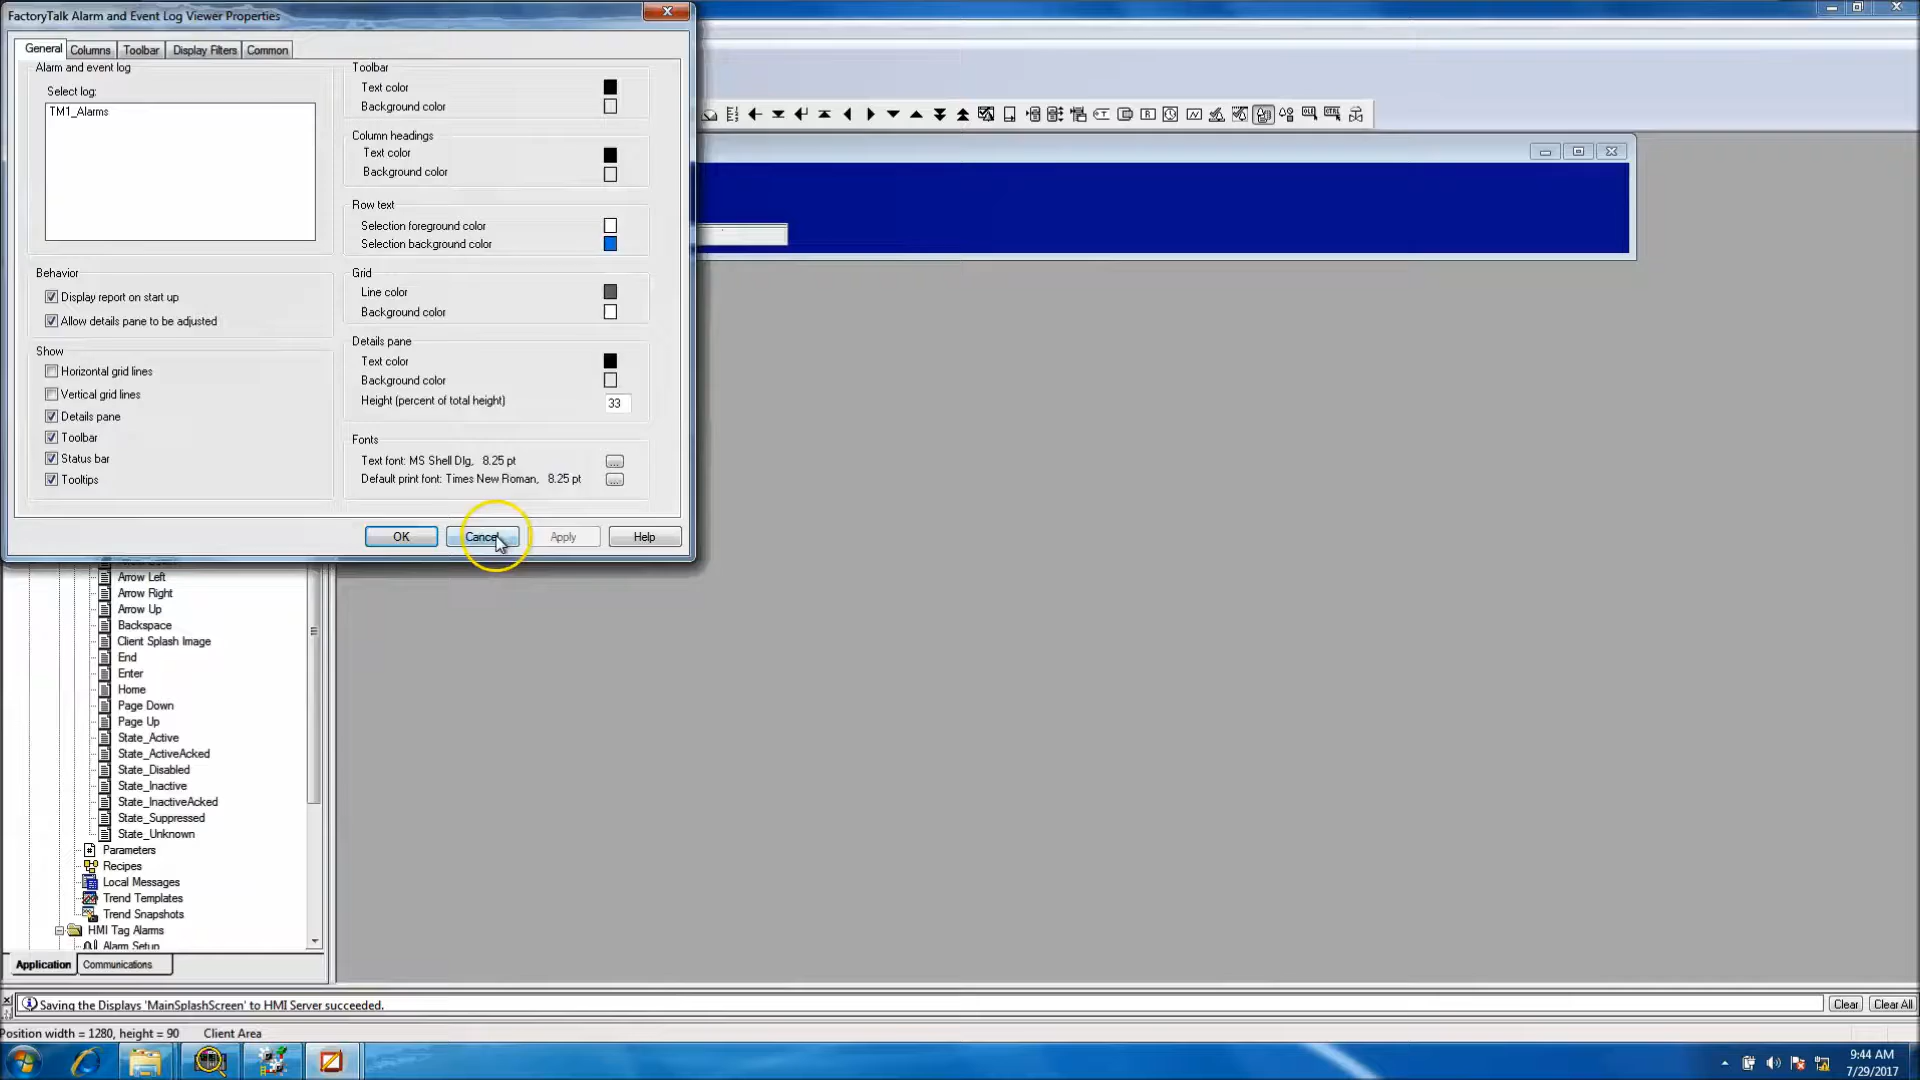 FactoryTalk Alarm and Event Log Viewer Properties
General
Columns
Toolbar
Display Filters
Common
Alarm and event log
Select log:
TM1_Alarms
Behavior
Display report on start up
Allow details pane to be adjusted
Show
Horizontal grid lines
Vertical grid lines
Details pane
Toolbar
Status bar
Tooltips
Toolbar
Text color
Background color
Column headings
Text color
Background color
Row text
Selection foreground color
Selection background color
Grid
Line color
Background color
Details pane
Text color
Background color
Height (percent of total height)
33
Fonts
Text font: MS Shell Dlg, 8.25 pt
...
Default print font: Times New Roman, 8.25 pt
...
OK
Cancel
Apply
Help
Arrow Left
Arrow Right
Arrow Up
Backspace
Client Splash Image
End
Enter
Home
Page Down
Page Up
State_Active
State_ActiveAcked
State_Disabled
State_Inactive
State_InactiveAcked
State_Suppressed
State_Unknown
Parameters
Recipes
Local Messages
Trend Templates
Trend Snapshots
HMI Tag Alarms
Alarm Setup
Application
Communications
Saving the Displays 'MainSplashScreen' to HMI Server succeeded.
Clear
Clear All
Position width = 1280, height = 90
Client Area
9:44 AM
7/29/2017